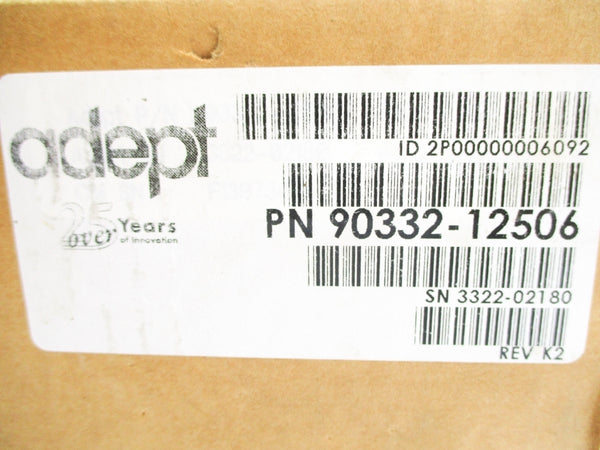 adept
ID 2P00000006092
25
over Years
of Innovation
PN 90332-12506
SN 3322-02180
REV K2